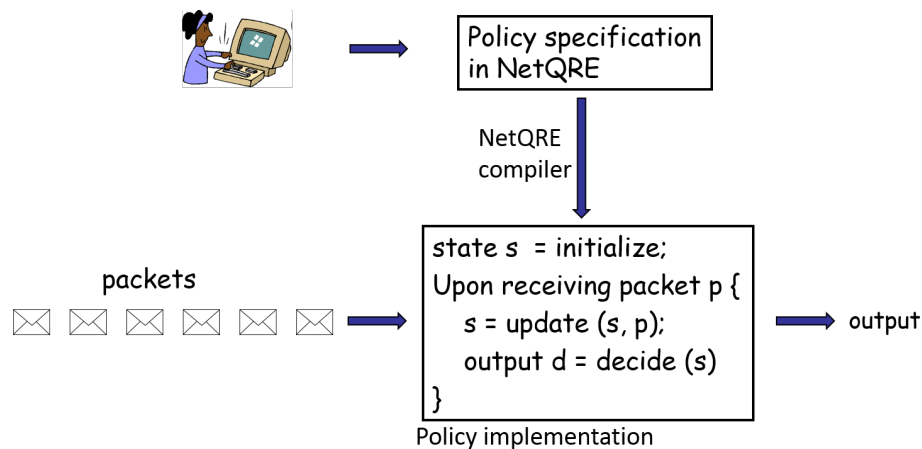 Policy specification
in NetQRE
NetQRE
compiler
packets
state s = initialize;
Upon receiving packet p {
s = update (s, p);
output d = decide (s)
}
output
Policy implementation